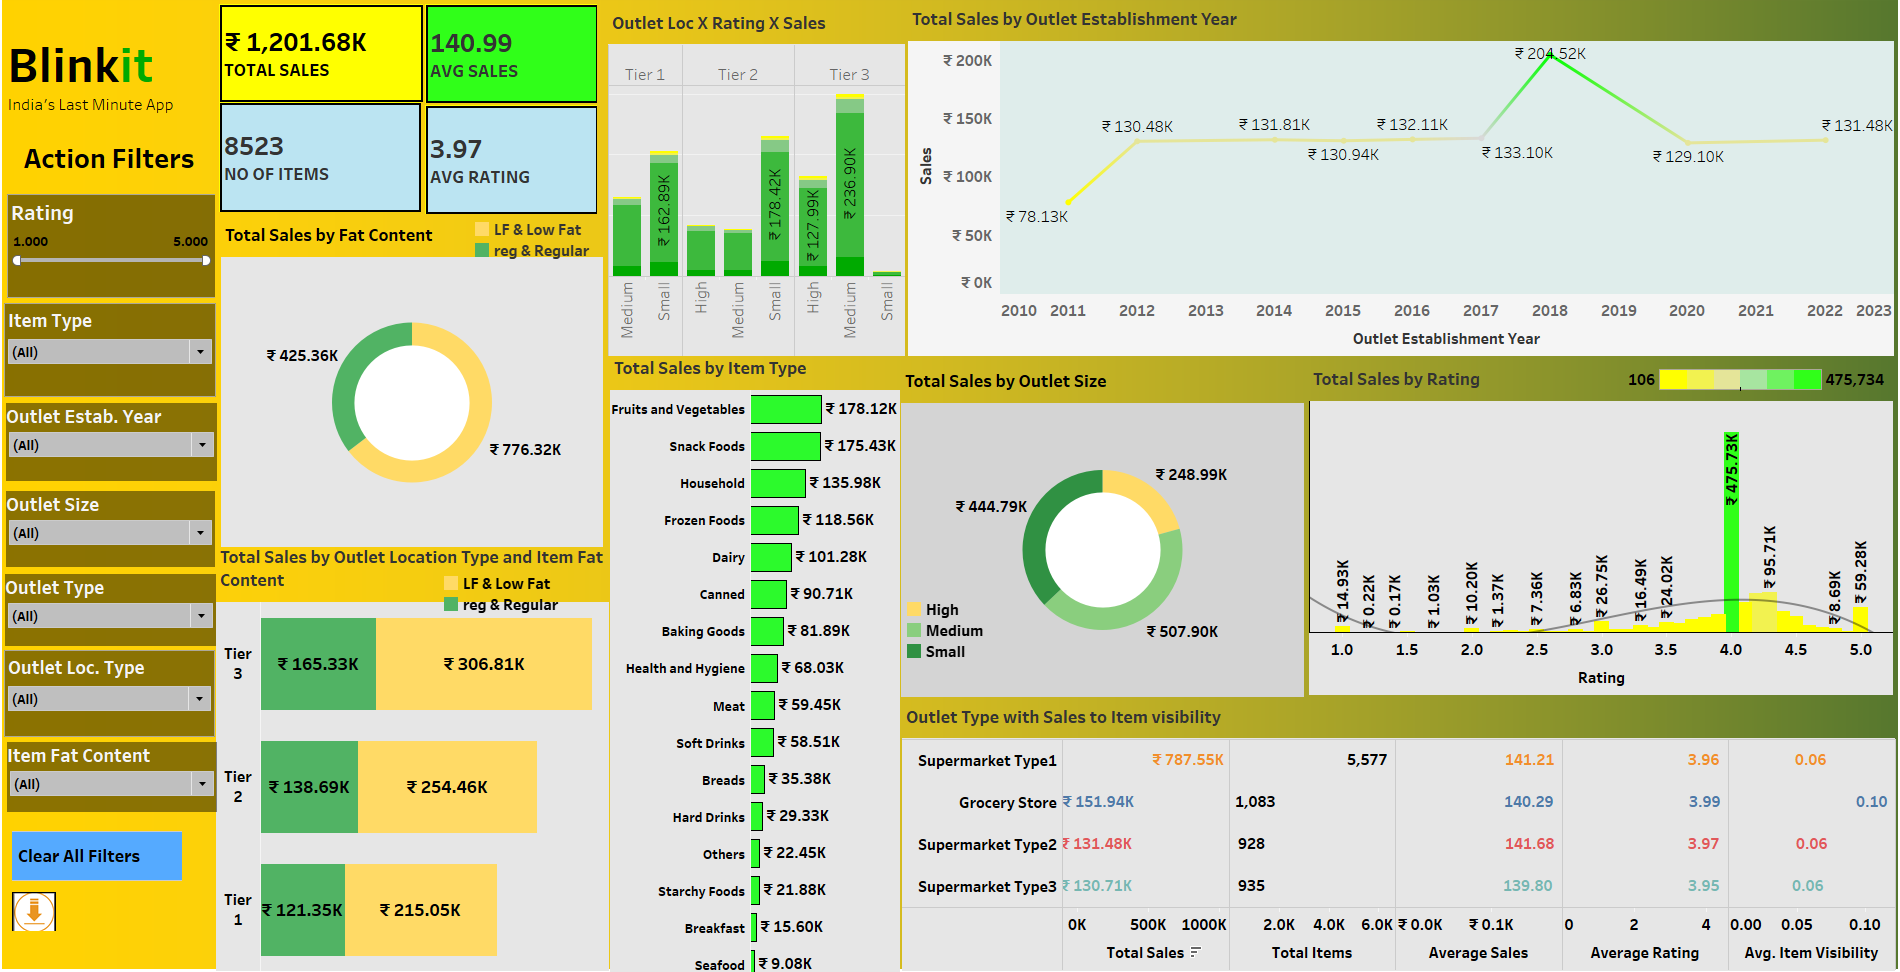 Blinkit
India's Last Minute App
Action Filters
Rating
1.000 5.000
Item Type
(All)
Outlet Estab. Year
(All)
Outlet Size
(All)
Outlet Type
(All)
Outlet Loc. Type
(All)
Item Fat Content
(All)
Clear All Filters
₹ 1,201.68K
TOTAL SALES
140.99
AVG SALES
8523
NO OF ITEMS
3.97
AVG RATING
Total Sales by Fat Content
LF & Low Fat
reg & Regular
₹ 425.36K
₹ 776.32K
Total Sales by Outlet Location Type and Item Fat
Content
LF & Low Fat
reg & Regular
Tier
3
₹ 165.33K ₹ 306.81K
Tier
2
₹ 138.69K ₹ 254.46K
Tier
1
₹ 121.35K ₹ 215.05K
Outlet Loc X Rating X Sales
Tier 1 Tier 2 Tier 3
₹ 162.89K ₹ 178.42K ₹ 127.99K ₹ 236.90K
Medium Small High Medium Small High Medium Small
Total Sales by Item Type
Fruits and Vegetables ₹ 178.12K
Snack Foods ₹ 175.43K
Household ₹ 135.98K
Frozen Foods ₹ 118.56K
Dairy ₹ 101.28K
Canned ₹ 90.71K
Baking Goods ₹ 81.89K
Health and Hygiene ₹ 68.03K
Meat ₹ 59.45K
Soft Drinks ₹ 58.51K
Breads ₹ 35.38K
Hard Drinks ₹ 29.33K
Others ₹ 22.45K
Starchy Foods ₹ 21.88K
Breakfast ₹ 15.60K
Seafood ₹ 9.08K
Total Sales by Outlet Establishment Year
Sales
₹ 200K
₹ 150K
₹ 100K
₹ 50K
₹ 0K
₹ 78.13K
₹ 130.48K
₹ 131.81K
₹ 130.94K
₹ 132.11K
₹ 133.10K
₹ 204.52K
₹ 129.10K
₹ 131.48K
2010 2011 2012 2013 2014 2015 2016 2017 2018 2019 2020 2021 2022 2023
Outlet Establishment Year
Total Sales by Outlet Size
₹ 248.99K
₹ 444.79K
₹ 507.90K
High
Medium
Small
Total Sales by Rating
106 475,734
₹ 14.93K ₹ 0.22K ₹ 0.17K ₹ 1.03K ₹ 10.20K ₹ 1.37K ₹ 7.36K ₹ 6.83K ₹ 26.75K ₹ 16.49K ₹ 24.02K ₹ 475.73K ₹ 95.71K ₹ 8.69K ₹ 59.28K
1.0 1.5 2.0 2.5 3.0 3.5 4.0 4.5 5.0
Rating
Outlet Type with Sales to Item visibility
Supermarket Type1 ₹ 787.55K 5,577 141.21 3.96 0.06
Grocery Store ₹ 151.94K 1,083 140.29 3.99 0.10
Supermarket Type2 ₹ 131.48K 928 141.68 3.97 0.06
Supermarket Type3 ₹ 130.71K 935 139.80 3.95 0.06
0K 500K 1000K 2.0K 4.0K 6.0K ₹ 0.0K ₹ 0.1K 0 2 4 0.00 0.05 0.10
Total Sales Total Items Average Sales Average Rating Avg. Item Visibility